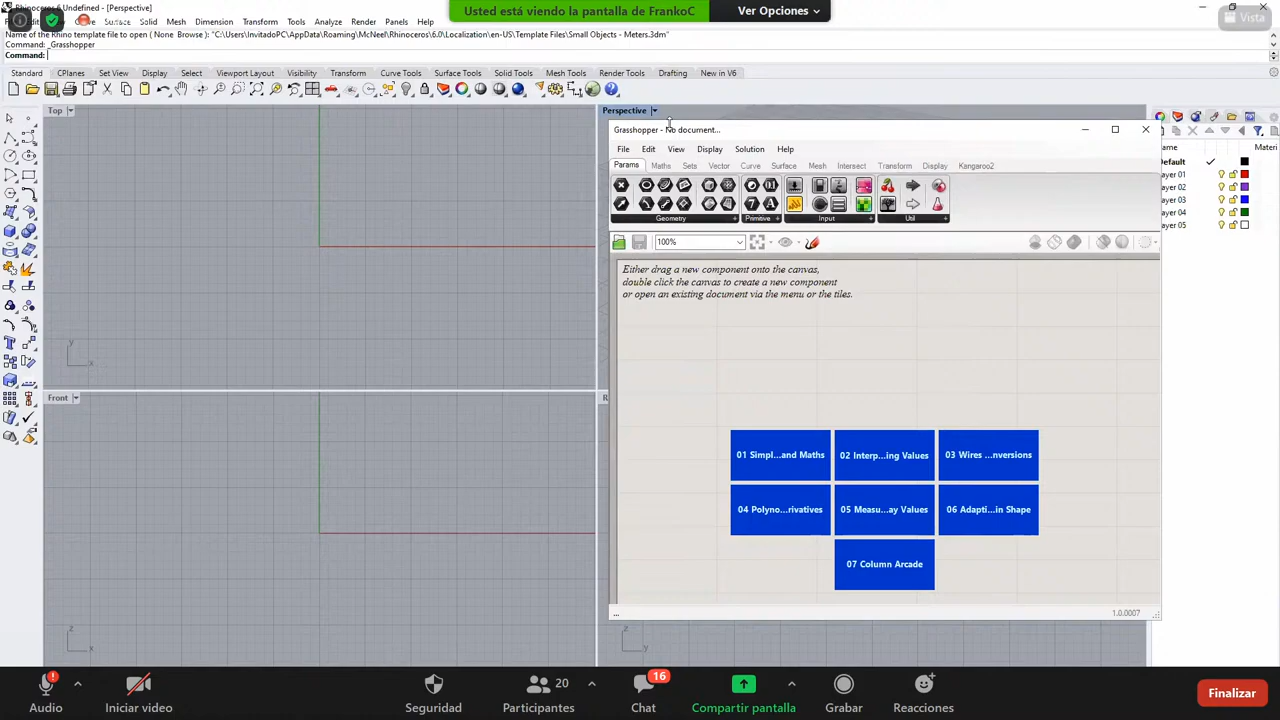 Rhinoceros 6 Undefined - [Perspective]
Usted está viendo la pantalla de FrankoC
Ver Opciones
Vista
Surface Solid Mesh Dimension Transform Tools Analyze Render Panels Help
Name of the Rhino template file to open ( None Browse ): "C:\Users\InvitadoPC\AppData\Roaming\McNeel\Rhinoceros\6.0\Localization\en-US\Template Files\Small Objects - Meters.3dm"
Command: _Grasshopper
Command:
Standard CPlanes Set View Display Select Viewport Layout Visibility Transform Curve Tools Surface Tools Solid Tools Mesh Tools Render Tools Drafting New in V6
Top
Perspective
Grasshopper - No document...
File Edit View Display Solution Help
Params Maths Sets Vector Curve Surface Mesh Intersect Transform Display Kangaroo2
Geometry Primitive Input Util
100%
Either drag a new component onto the canvas,
double click the canvas to create a new component
or open an existing document via the menu or the tiles.
01 Simpl...and Maths
02 Interp...ing Values
03 Wires ...nversions
04 Polyno...rivatives
05 Measu...ay Values
06 Adapti...in Shape
07 Column Arcade
...
1.0.0007
ame Materi
Default
ayer 01
ayer 02
ayer 03
ayer 04
ayer 05
y
x
Front
R
z
x
z
y
Audio
Iniciar video
Seguridad
20
Participantes
16
Chat
Compartir pantalla
Grabar
Reacciones
Finalizar